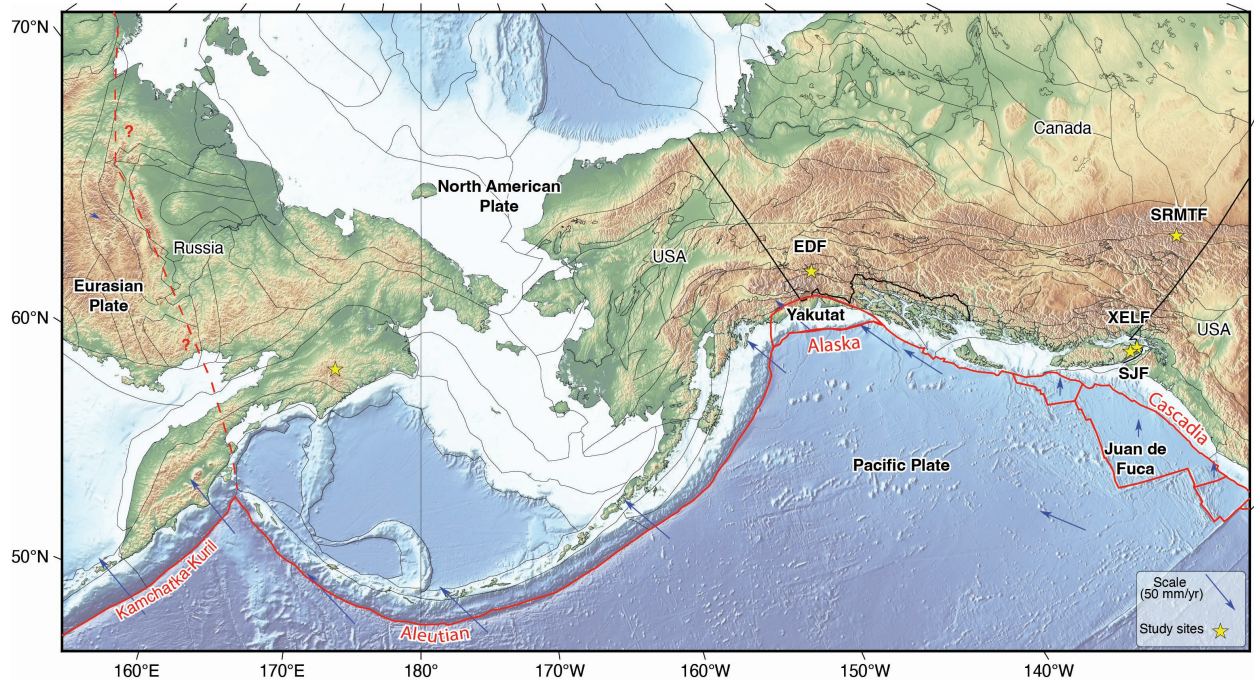 70°N
?
Canada
North American
Plate
SRMTF
Russia
EDF
USA
Eurasian
Plate
60°N
Yakutat
XELF
USA
?
Alaska
SJF
Cascadia
Juan de
Fuca
Pacific Plate
50°N
Kamchatka-Kuril
Aleutian
Scale
(50 mm/yr)
Study sites
160°E
170°E
180°
170°W
160°W
150°W
140°W